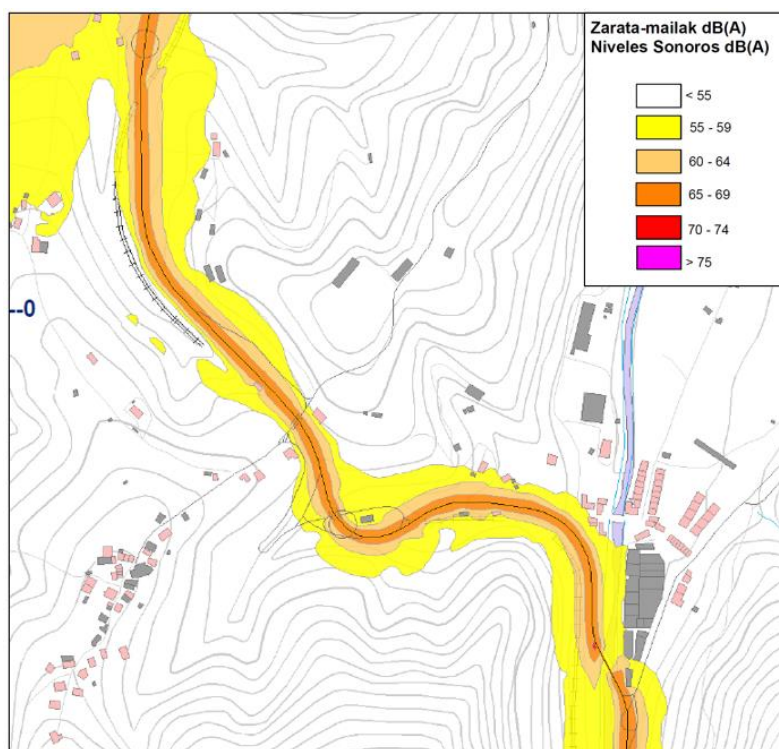 Zarata-mailak dB(A)
Niveles Sonoros dB(A)
< 55
55 - 59
60 - 64
65 - 69
70 - 74
> 75
--0